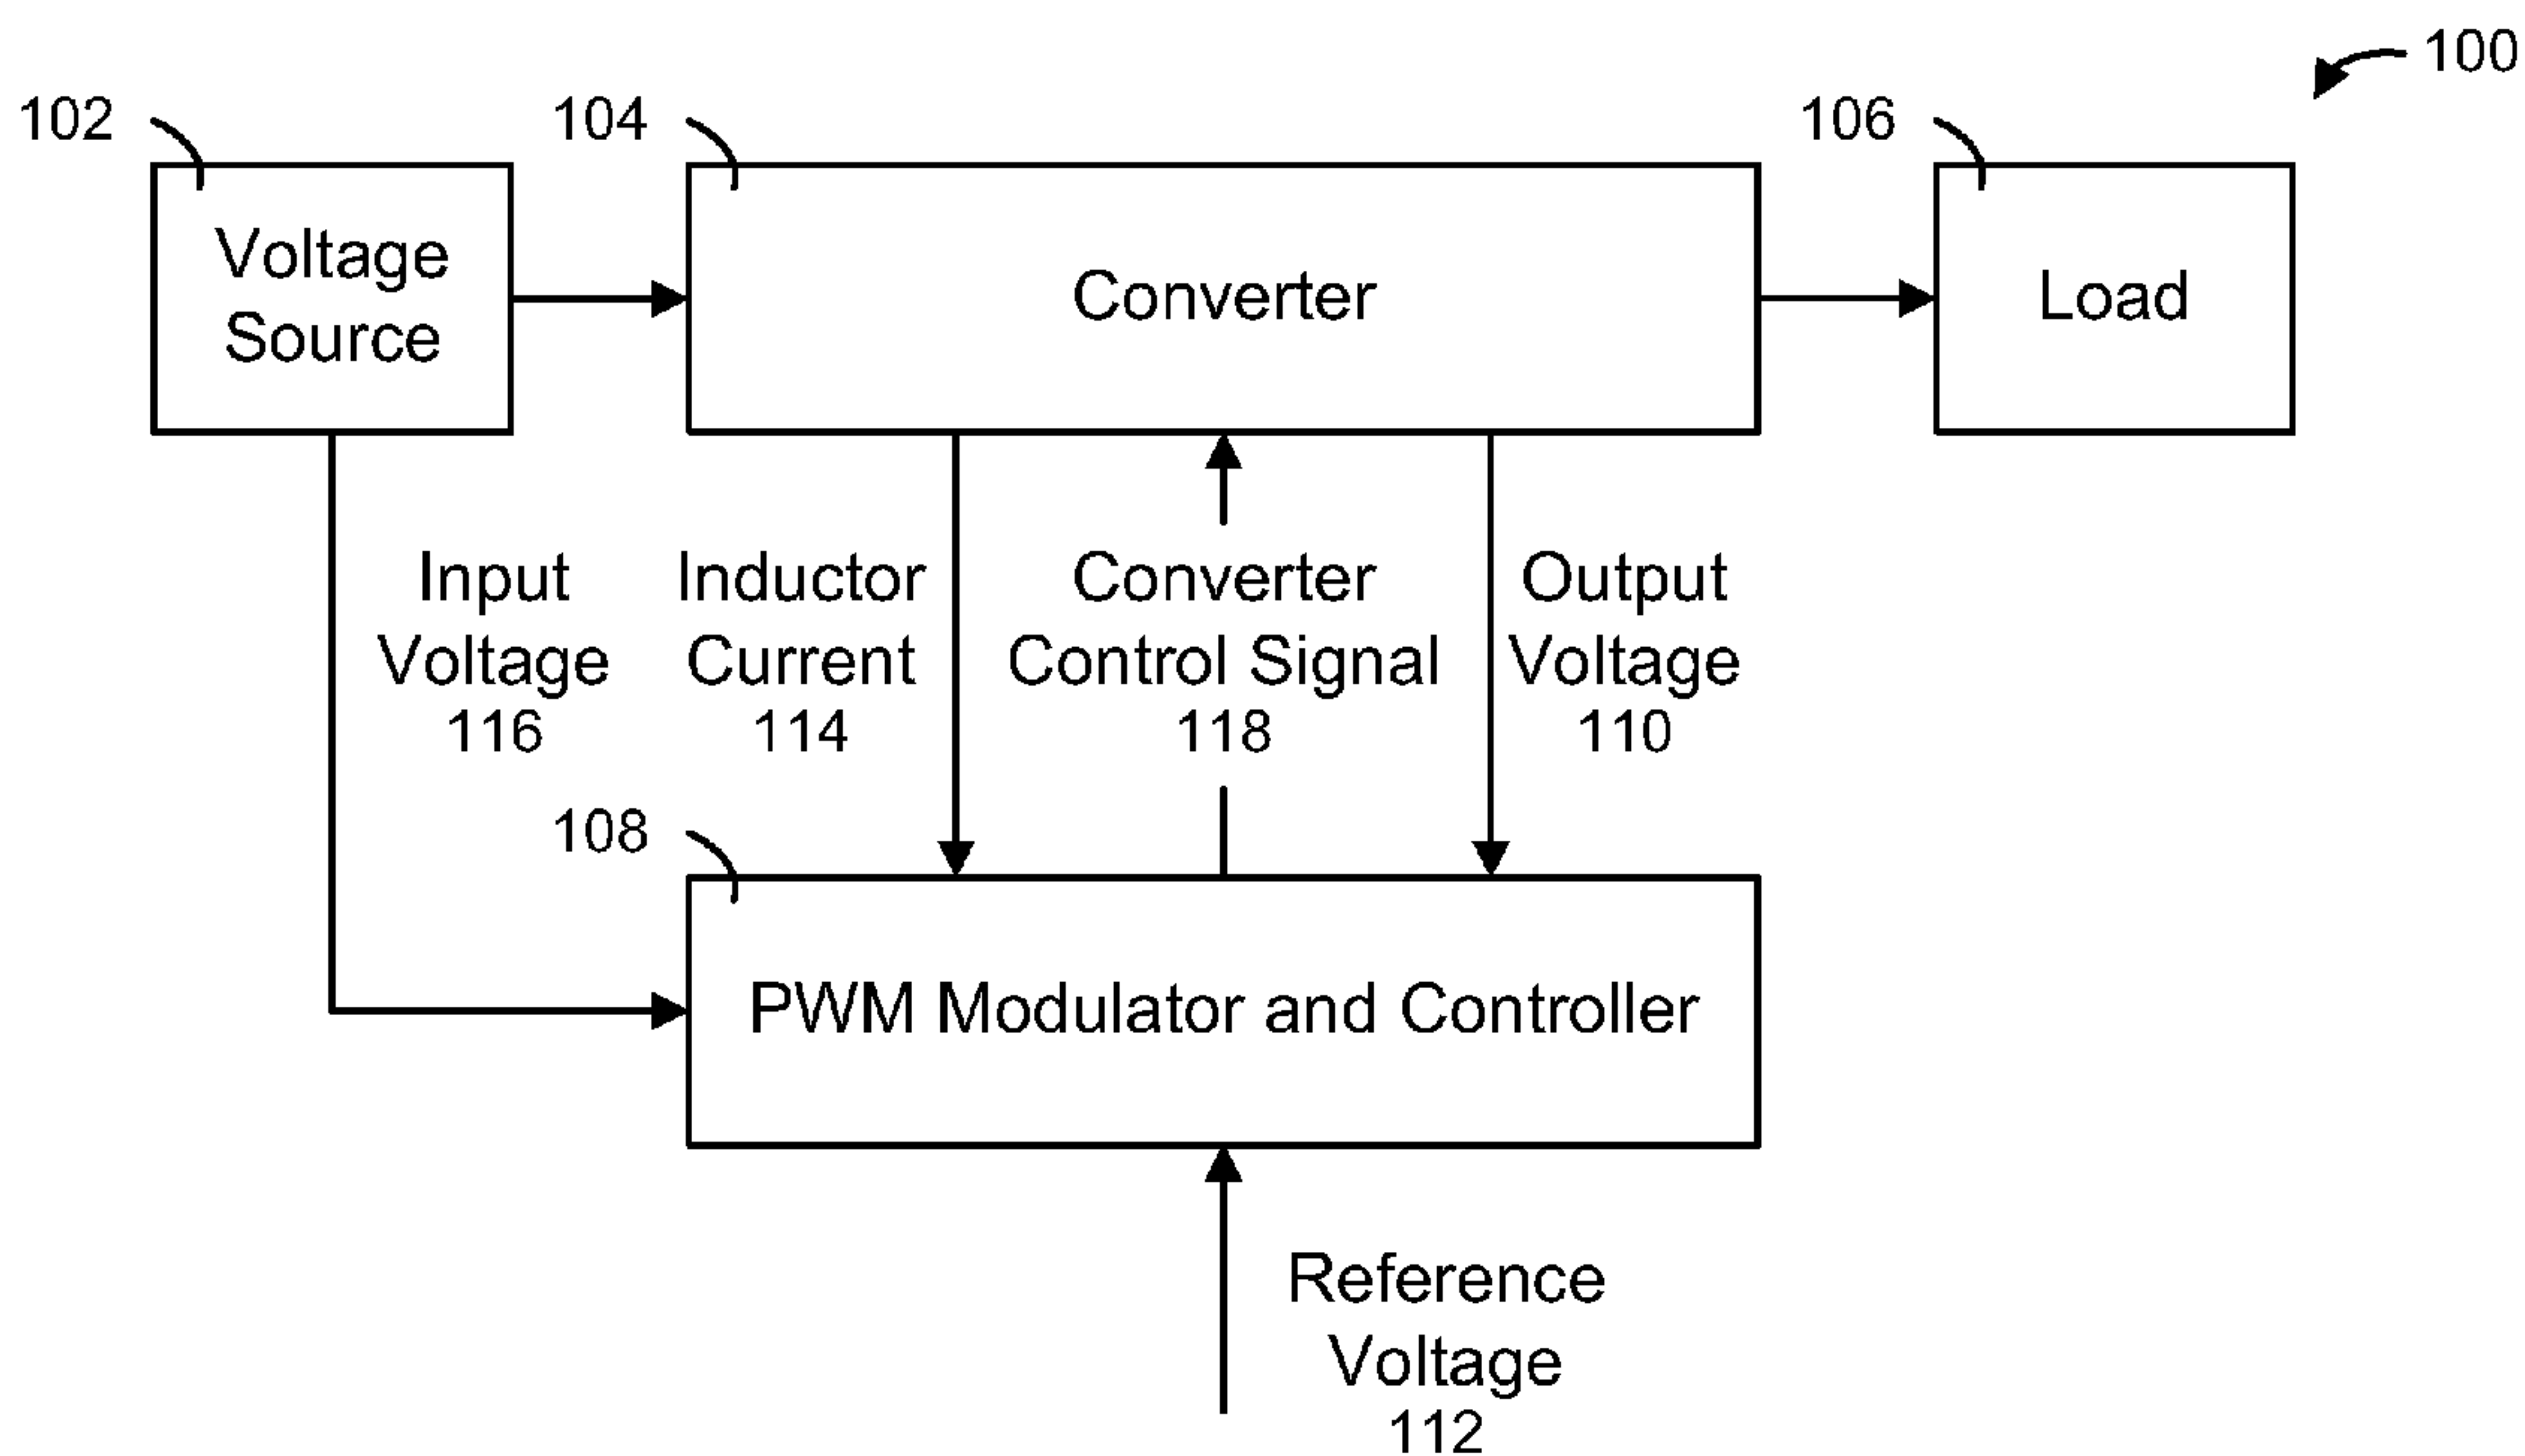 100
102
104
106
Voltage
Source
Converter
Load
Input
Voltage
116
Inductor
Current
114
Converter
Control Signal
118
Output
Voltage
110
108
PWM Modulator and Controller
Reference
Voltage
112